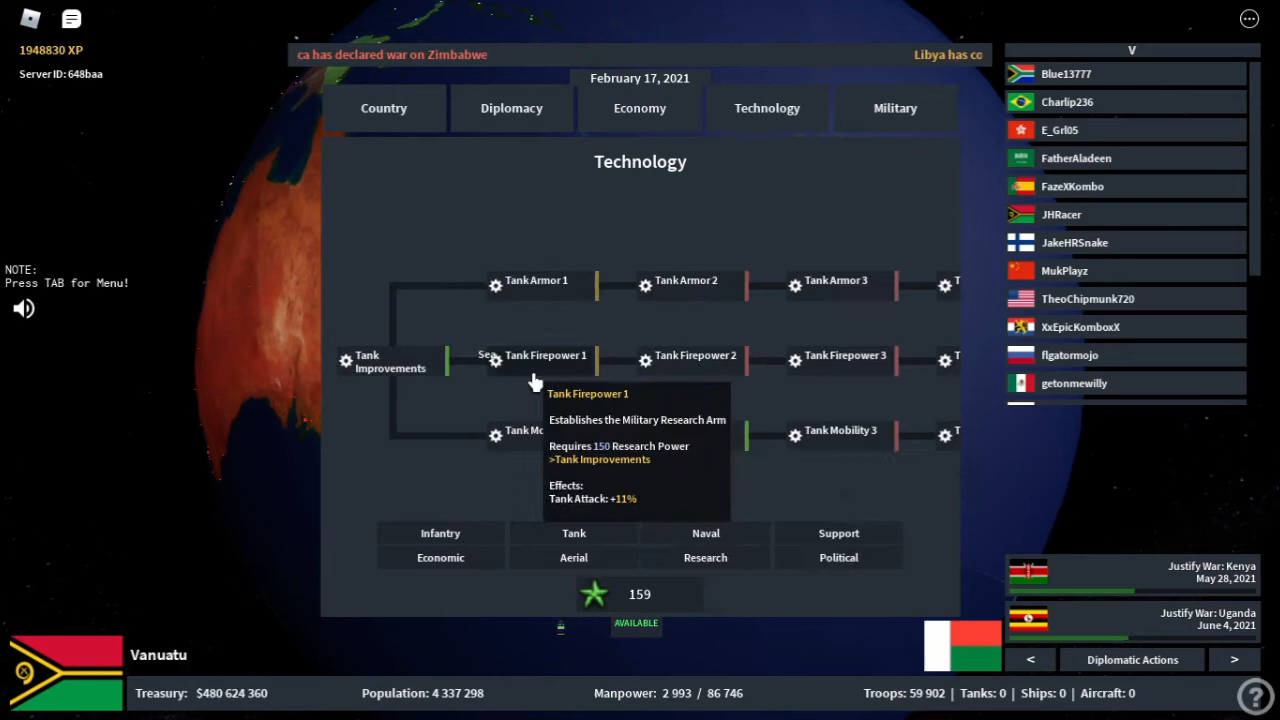 1948830 XP
Server ID: 648baa
ca has declared war on Zimbabwe
Libya has co
February 17, 2021
Country
Diplomacy
Economy
Technology
Military
Technology
NOTE:
Press TAB for Menu!
Tank Armor 1
Tank Armor 2
Tank Armor 3
T
Tank
Improvements
Sea
Tank Firepower 1
Tank Firepower 2
Tank Firepower 3
T
Tank Mo
Tank Mobility 3
T
Tank Firepower 1
Establishes the Military Research Arm
Requires 150 Research Power
>Tank Improvements
Effects:
Tank Attack: +11%
Infantry
Tank
Naval
Support
Economic
Aerial
Research
Political
159
AVAILABLE
V
Blue13777
Charlip236
E_Grl05
FatherAladeen
FazeXKombo
JHRacer
JakeHRSnake
MukPlayz
TheoChipmunk720
XxEpicKomboxX
flgatormojo
getonmewilly
Justify War: Kenya
May 28, 2021
Justify War: Uganda
June 4, 2021
<
Diplomatic Actions
>
Vanuatu
Treasury: $480 624 360
Population: 4 337 298
Manpower: 2 993 / 86 746
Troops: 59 902 | Tanks: 0 | Ships: 0 | Aircraft: 0
?